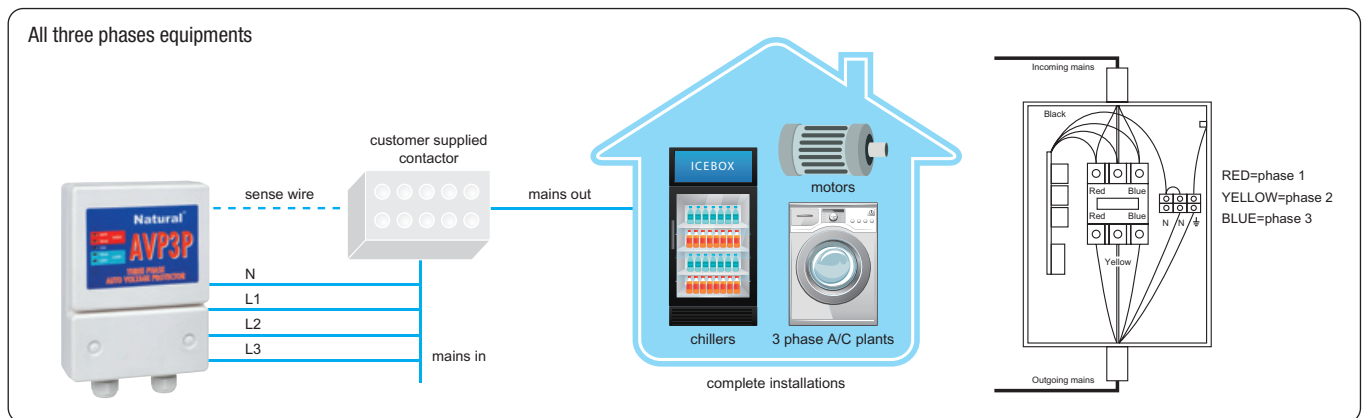 All three phases equipments
customer supplied
contactor
sense wire
mains out
Natural®
AVP3P
THREE PHASE
AUTO VOLTAGE PROTECTOR
N
L1
L2
L3
mains in
ICEBOX
motors
chillers
3 phase A/C plants
complete installations
Incoming mains
Black
Red
Blue
Red
Blue
N
N
Yellow
Outgoing mains
RED=phase 1
YELLOW=phase 2
BLUE=phase 3